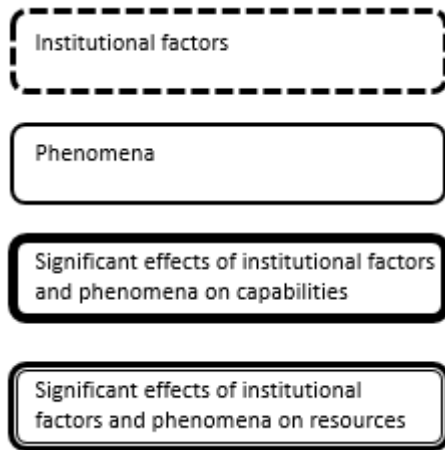 Institutional factors
Phenomena
Significant effects of institutional factors
and phenomena on capabilities
Significant effects of institutional
factors and phenomena on resources